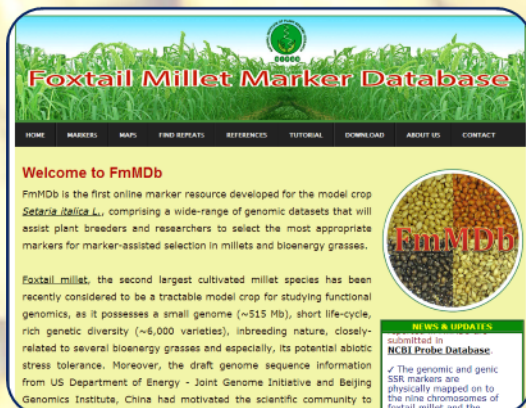 Foxtail Millet Marker Database
HOME MARKERS MAPS FIND REPEATS REFERENCES TUTORIAL DOWNLOAD ABOUT US CONTACT
Welcome to FmMDb
FmMDb is the first online marker resource developed for the model crop
Setaria italica L., comprising a wide-range of genomic datasets that will
assist plant breeders and researchers to select the most appropriate
markers for marker-assisted selection in millets and bioenergy grasses.
Foxtail millet, the second largest cultivated millet species has been
recently considered to be a tractable model crop for studying functional
genomics, as it possesses a small genome (~515 Mb), short life-cycle,
rich genetic diversity (~6,000 varieties), inbreeding nature, closely-
related to several bioenergy grasses and especially, its potential abiotic
stress tolerance. Moreover, the draft genome sequence information
from US Department of Energy - Joint Genome Initiative and Beijing
Genomics Institute, China had motivated the scientific community to
FmMDb
NEWS & UPDATES
submitted in
NCBI Probe Database.
✓ The genomic and genic
SSR markers are
physically mapped on to
the nine chromosomes of
foxtail millet and the